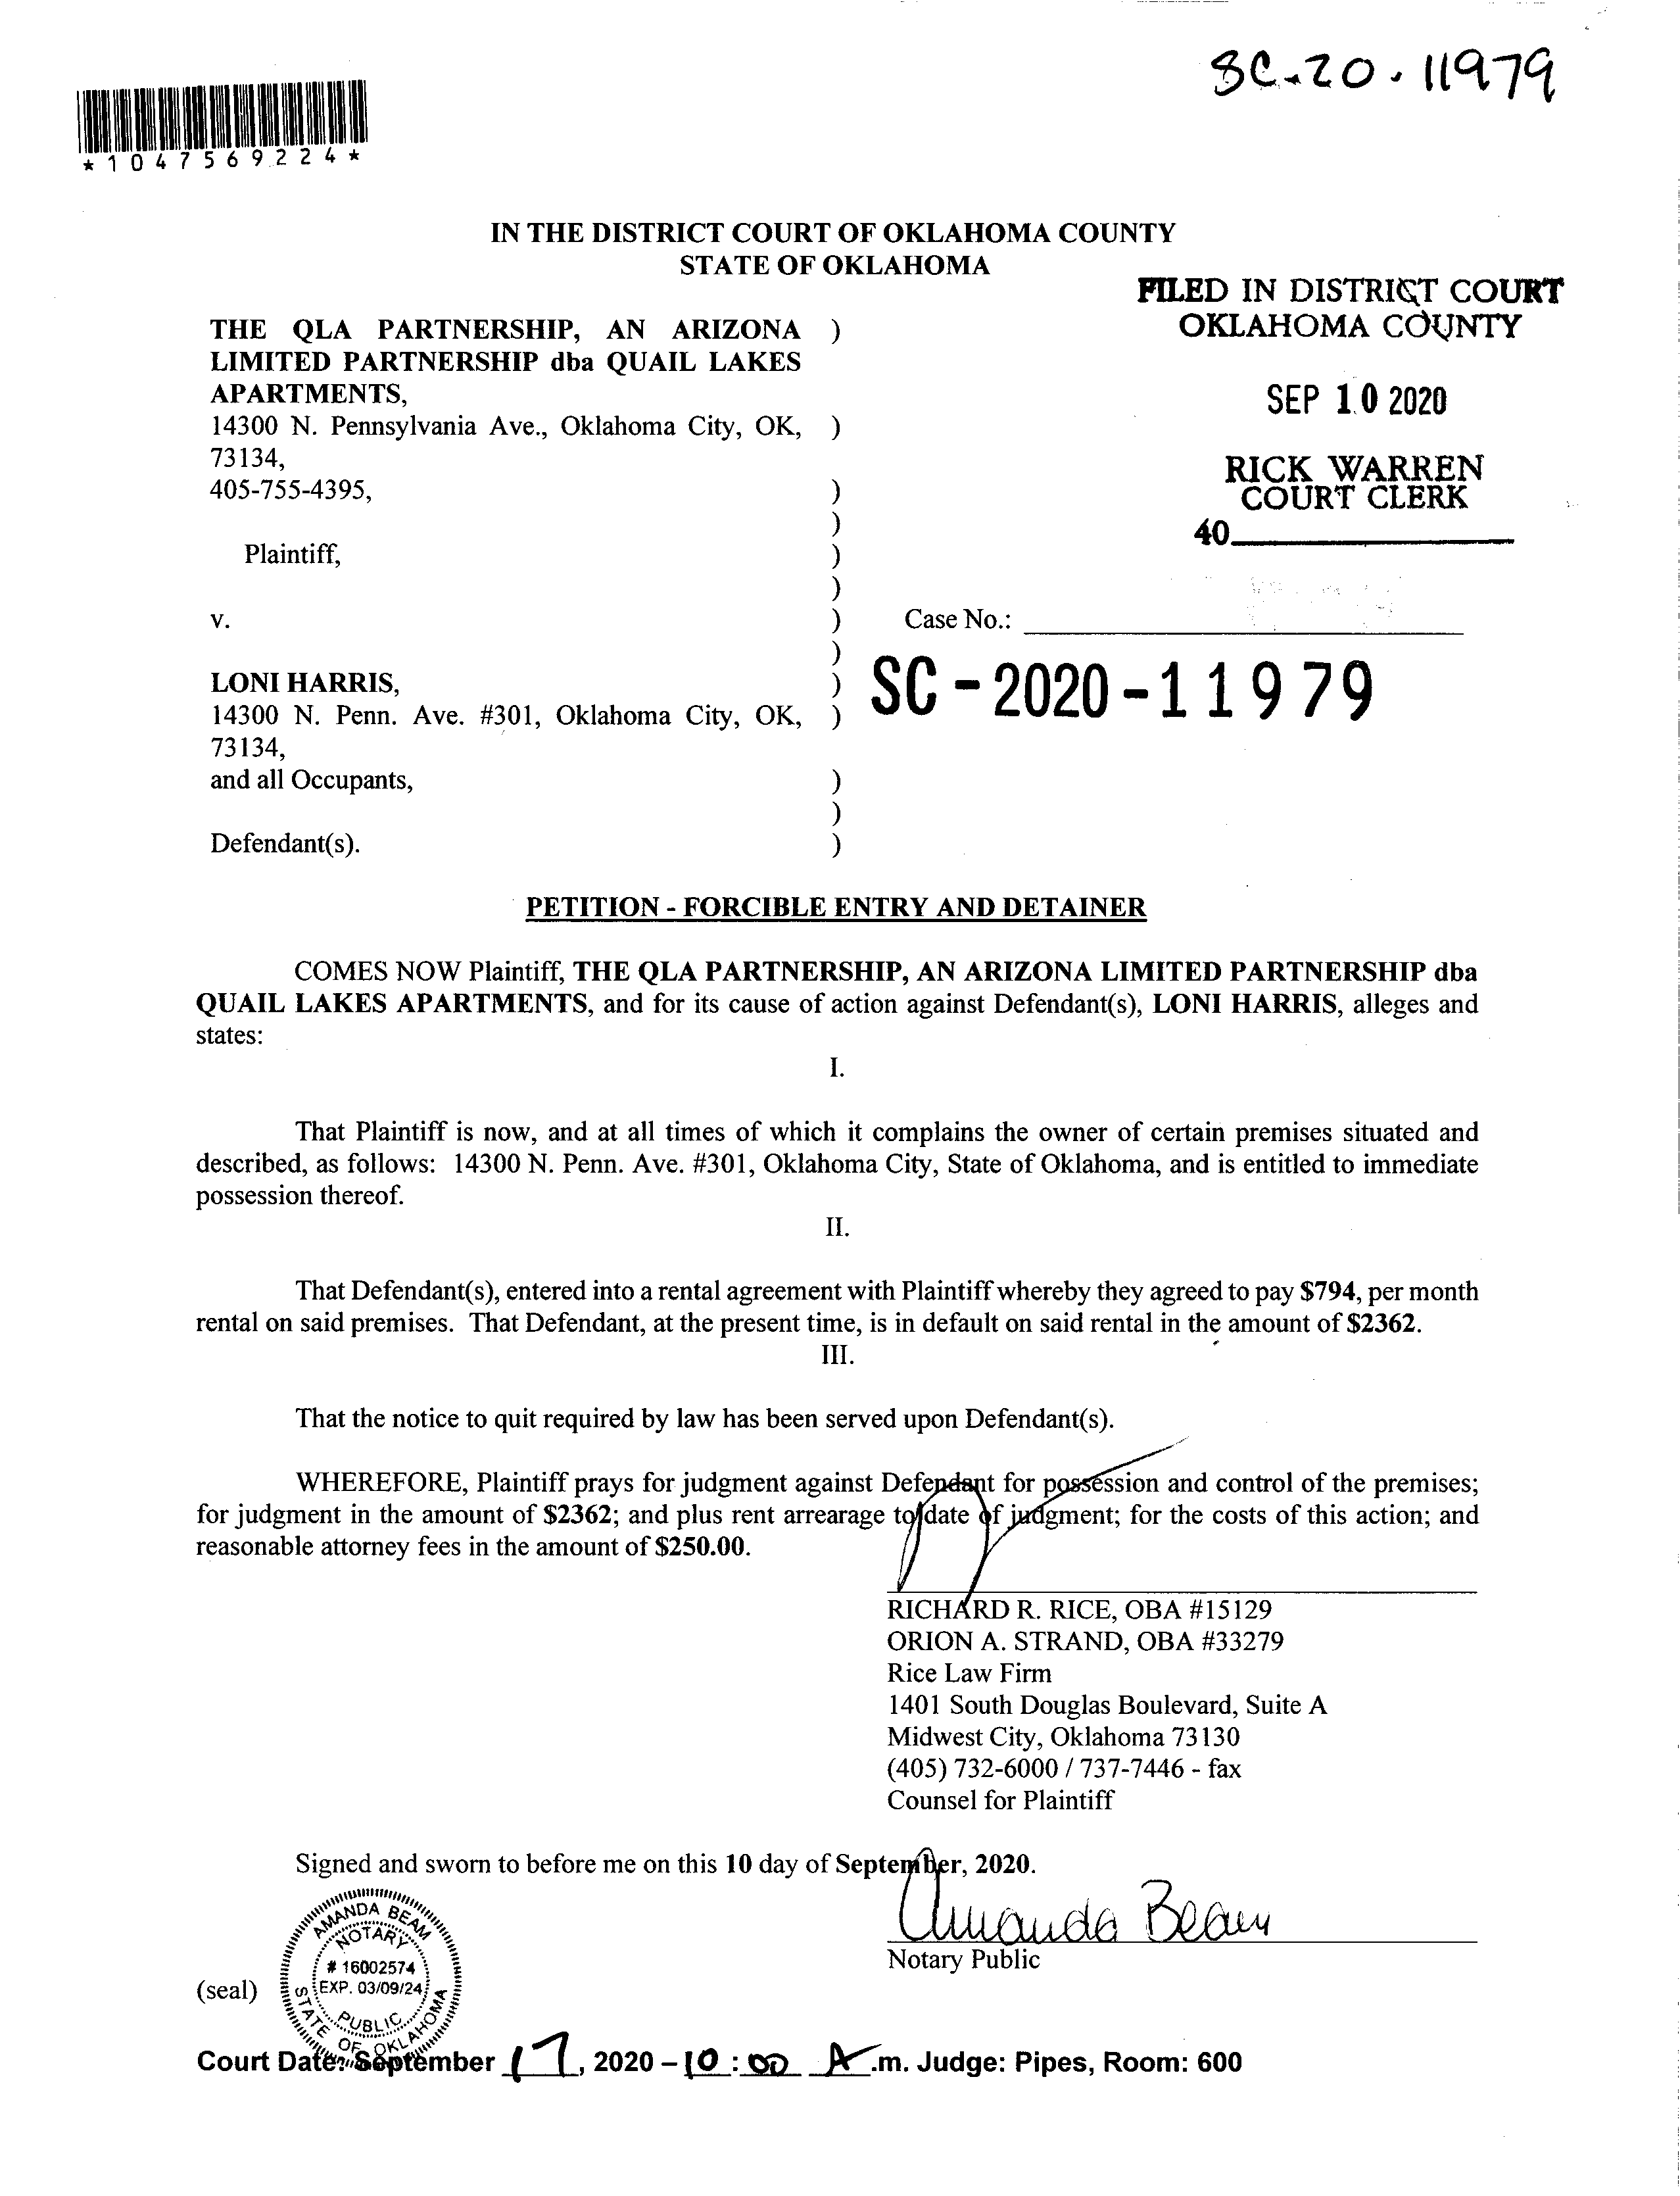 SC-20-11979
*1047569224*
IN THE DISTRICT COURT OF OKLAHOMA COUNTY
STATE OF OKLAHOMA
FILED IN DISTRICT COURT
OKLAHOMA COUNTY
SEP 10 2020
RICK WARREN
COURT CLERK
40
THE QLA PARTNERSHIP, AN ARIZONA )
LIMITED PARTNERSHIP dba QUAIL LAKES
APARTMENTS,
14300 N. Pennsylvania Ave., Oklahoma City, OK, )
73134,
405-755-4395, )
)
Plaintiff, )
)
v. ) Case No.:
)
LONI HARRIS, ) SC-2020-11979
14300 N. Penn. Ave. #301, Oklahoma City, OK, )
73134,
and all Occupants, )
)
Defendant(s). )
PETITION - FORCIBLE ENTRY AND DETAINER
COMES NOW Plaintiff, THE QLA PARTNERSHIP, AN ARIZONA LIMITED PARTNERSHIP dba
QUAIL LAKES APARTMENTS, and for its cause of action against Defendant(s), LONI HARRIS, alleges and
states:
I.
That Plaintiff is now, and at all times of which it complains the owner of certain premises situated and
described, as follows: 14300 N. Penn. Ave. #301, Oklahoma City, State of Oklahoma, and is entitled to immediate
possession thereof.
II.
That Defendant(s), entered into a rental agreement with Plaintiff whereby they agreed to pay $794, per month
rental on said premises. That Defendant, at the present time, is in default on said rental in the amount of $2362.
III.
That the notice to quit required by law has been served upon Defendant(s).
WHEREFORE, Plaintiff prays for judgment against Defendant for possession and control of the premises;
for judgment in the amount of $2362; and plus rent arrearage to date of judgment; for the costs of this action; and
reasonable attorney fees in the amount of $250.00.
RICHARD R. RICE, OBA #15129
ORION A. STRAND, OBA #33279
Rice Law Firm
1401 South Douglas Boulevard, Suite A
Midwest City, Oklahoma 73130
(405) 732-6000 / 737-7446 - fax
Counsel for Plaintiff
Signed and sworn to before me on this 10 day of September, 2020.
Amanda Beam
Notary Public
(seal)
AMANDA BEAM
NOTARY
# 16002574
EXP. 03/09/24
PUBLIC
STATE OF OKLAHOMA
Court Date: September 17, 2020 – 10:00 A.m. Judge: Pipes, Room: 600